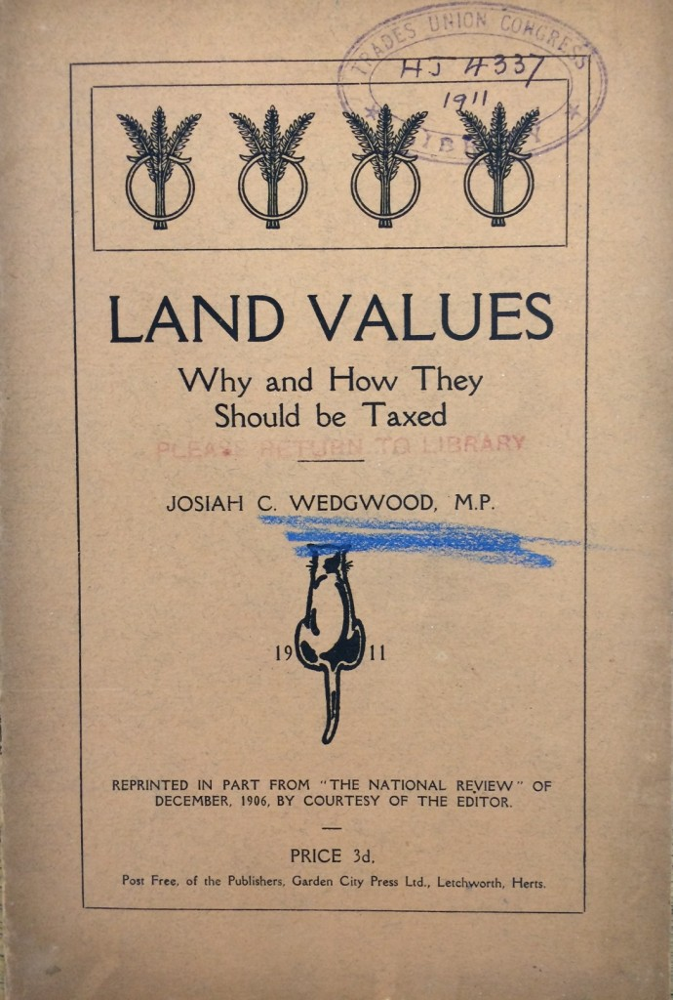 TRADES UNION CONGRESS
HJ 4337
1911
LIBRARY
LAND VALUES
Why and How They
Should be Taxed
PLEASE RETURN TO LIBRARY
JOSIAH C. WEDGWOOD, M.P.
19 11
REPRINTED IN PART FROM "THE NATIONAL REVIEW" OF
DECEMBER, 1906, BY COURTESY OF THE EDITOR.
PRICE 3d.
Post Free, of the Publishers, Garden City Press Ltd., Letchworth, Herts.